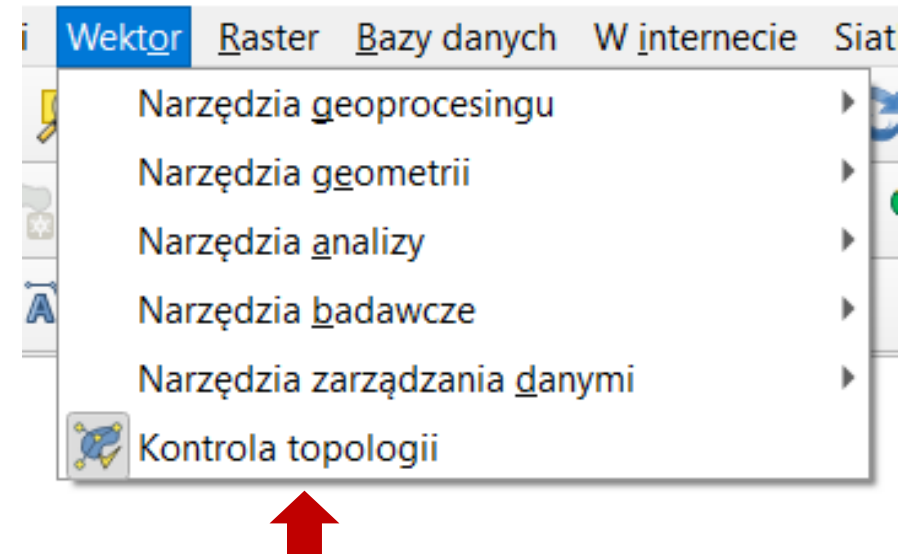 i Wektor Raster Bazy danych W internecie Siat
Narzędzia geoprocesingu
Narzędzia geometrii
Narzędzia analizy
A
Narzędzia badawcze
Narzędzia zarządzania danymi
Kontrola topologii